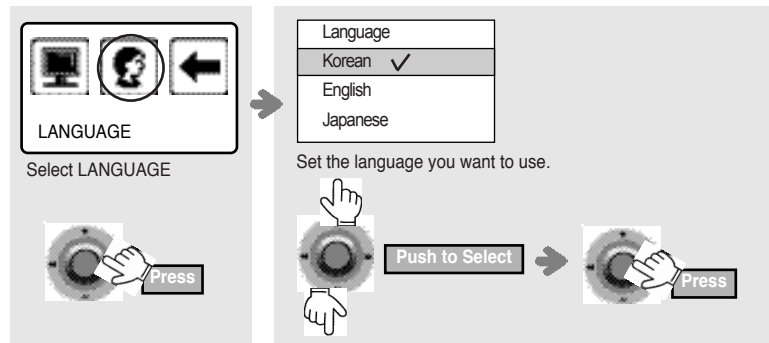 LANGUAGE
Select LANGUAGE
Press
Language
Korean
English
Japanese
Set the language you want to use.
Push to Select
Press